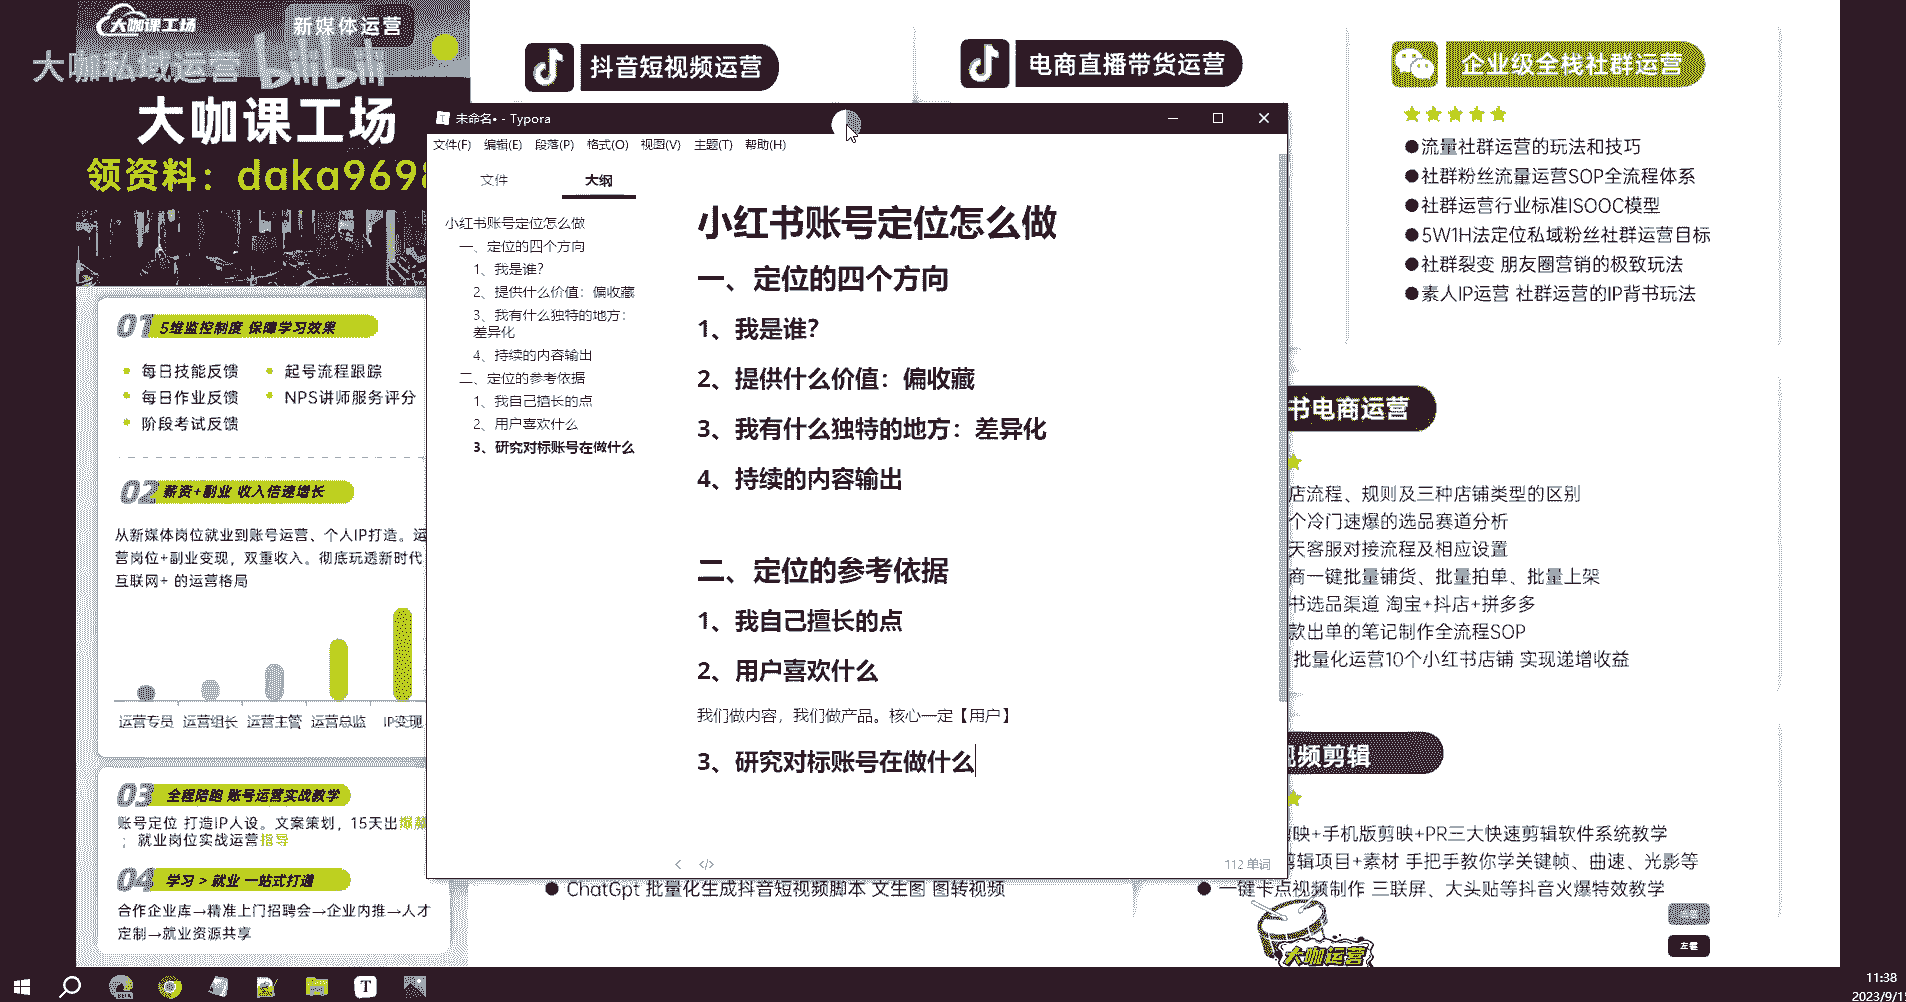 大咖课工场
新媒体运营
大咖私域运营 bilibili
大咖课工场
领资料：daka969
01 5维监控制度 保障学习效果
每日技能反馈
起号流程跟踪
每日作业反馈
NPS讲师服务评分
阶段考试反馈
02 薪资+副业 收入倍速增长
从新媒体岗位就业到账号运营、个人IP打造。运
营岗位+副业变现，双重收入。彻底玩透新时代
互联网+ 的运营格局
运营专员 运营组长 运营主管 运营总监 IP变现
03 全程陪跑 账号运营实战教学
账号定位 打造IP人设。文案策划，15天出爆款
；就业岗位实战运营指导
04 学习 > 就业 一站式打通
合作企业库→精准上门招聘会→企业内推→人才
定制→就业资源共享
抖音短视频运营
电商直播带货运营
企业级全栈社群运营
●流量社群运营的玩法和技巧
●社群粉丝流量运营SOP全流程体系
●社群运营行业标准ISOOC模型
●5W1H法定位私域粉丝社群运营目标
●社群裂变 朋友圈营销的极致玩法
●素人IP运营 社群运营的IP背书玩法
未命名• - Typora
文件(F) 编辑(E) 段落(P) 格式(O) 视图(V) 主题(T) 帮助(H)
文件 大纲
小红书账号定位怎么做
一、定位的四个方向
1、我是谁？
2、提供什么价值：偏收藏
3、我有什么独特的地方：
差异化
4、持续的内容输出
二、定位的参考依据
1、我自己擅长的点
2、用户喜欢什么
3、研究对标账号在做什么
小红书账号定位怎么做
一、定位的四个方向
1、我是谁？
2、提供什么价值：偏收藏
3、我有什么独特的地方：差异化
4、持续的内容输出
二、定位的参考依据
1、我自己擅长的点
2、用户喜欢什么
我们做内容，我们做产品。核心一定【用户】
3、研究对标账号在做什么
112 单词
书电商运营
店流程、规则及三种店铺类型的区别
个冷门速爆的选品赛道分析
天客服对接流程及相应设置
商一键批量铺货、批量拍单、批量上架
书选品渠道 淘宝+抖店+拼多多
款出单的笔记制作全流程SOP
批量化运营10个小红书店铺 实现递增收益
视频剪辑
剪映+手机版剪映+PR三大快速剪辑软件系统教学
剪辑项目+素材 手把手教你学关键帧、曲速、光影等
● 一键卡点视频制作 三联屏、大头贴等抖音火爆特效教学
● ChatGpt 批量化生成抖音短视频脚本 文生图 图转视频
大咖运营
11:38
2023/9/1